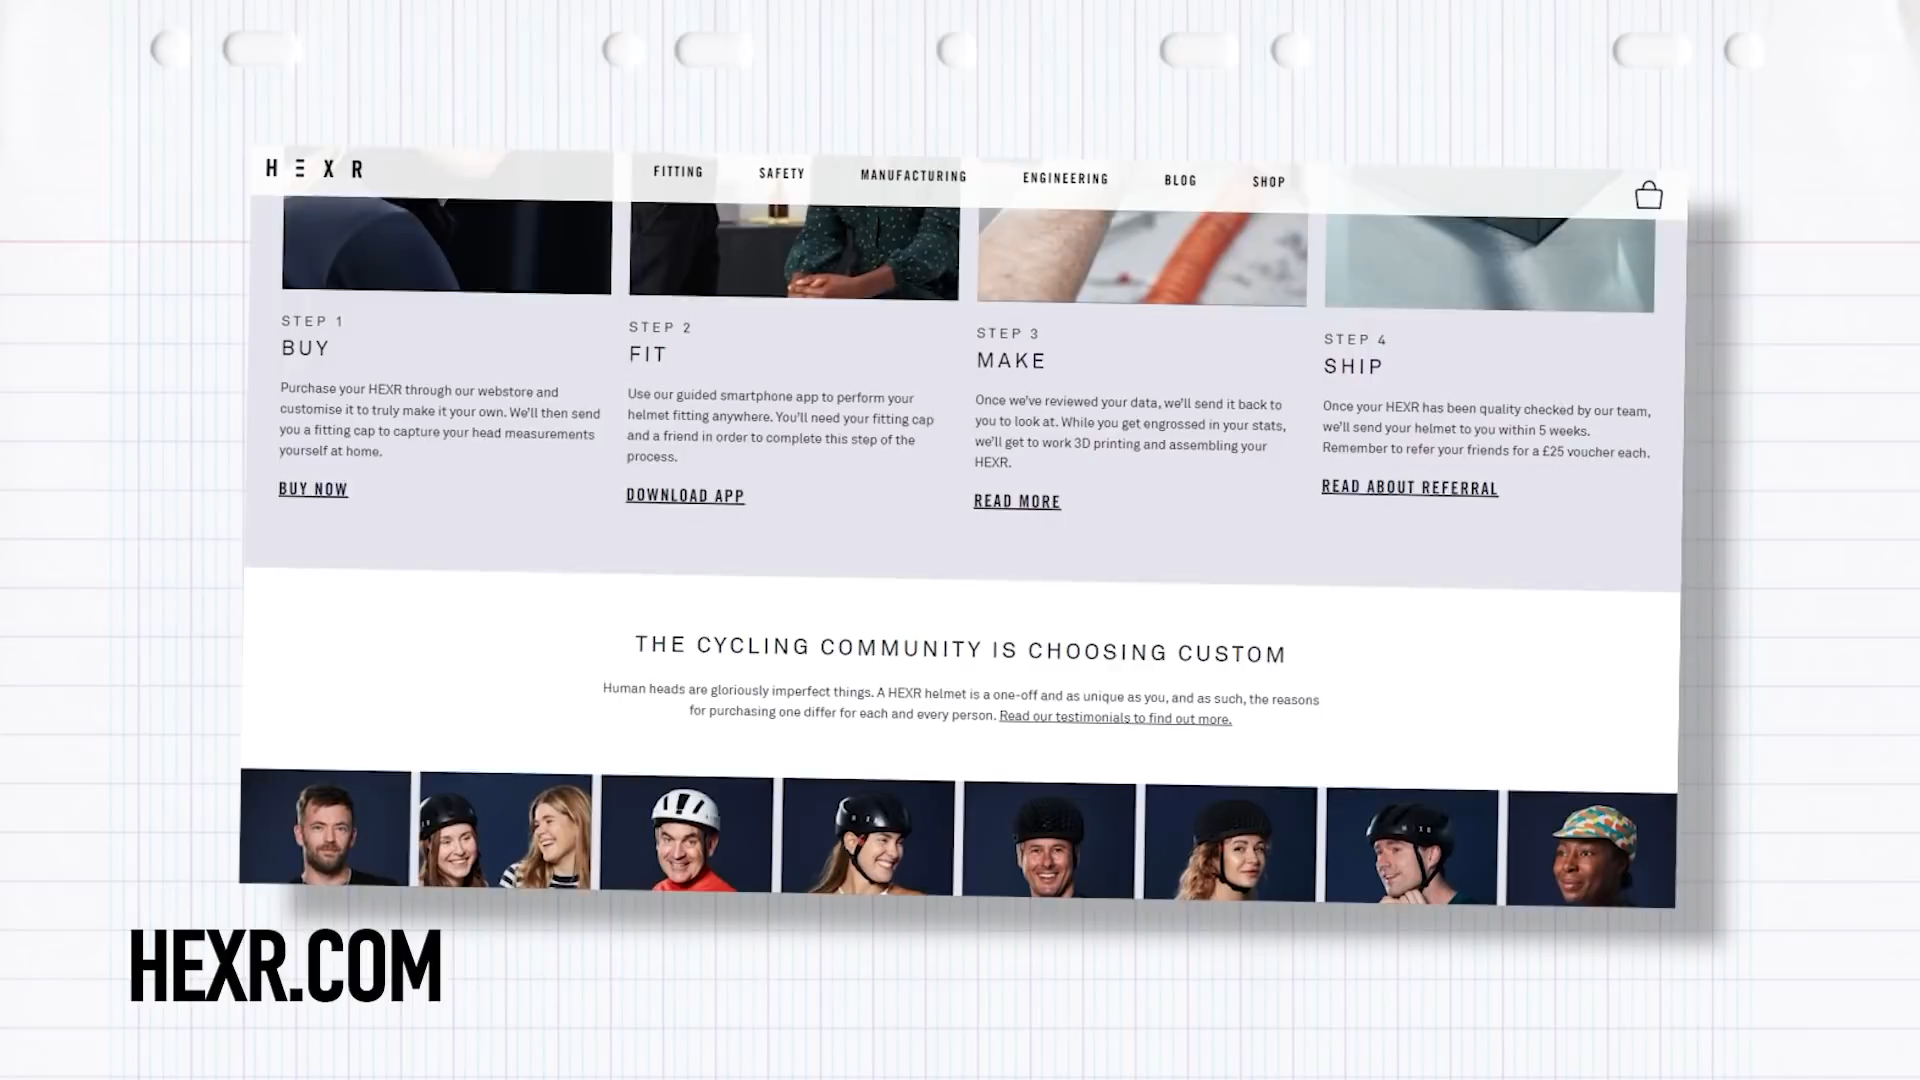 HEXR
FITTING SAFETY MANUFACTURING ENGINEERING BLOG SHOP
STEP 1
BUY
Purchase your HEXR through our webstore and
customise it to truly make it your own. We'll then send
you a fitting cap to capture your head measurements
yourself at home.
BUY NOW
STEP 2
FIT
Use our guided smartphone app to perform your
helmet fitting anywhere. You'll need your fitting cap
and a friend in order to complete this step of the
process.
DOWNLOAD APP
STEP 3
MAKE
Once we've reviewed your data, we'll send it back to
you to look at. While you get engrossed in your stats,
we'll get to work 3D printing and assembling your
HEXR.
READ MORE
STEP 4
SHIP
Once your HEXR has been quality checked by our team,
we'll send your helmet to you within 5 weeks.
Remember to refer your friends for a £25 voucher each.
READ ABOUT REFERRAL
THE CYCLING COMMUNITY IS CHOOSING CUSTOM
Human heads are gloriously imperfect things. A HEXR helmet is a one-off and as unique as you, and as such, the reasons
for purchasing one differ for each and every person. Read our testimonials to find out more.
HEXR.COM